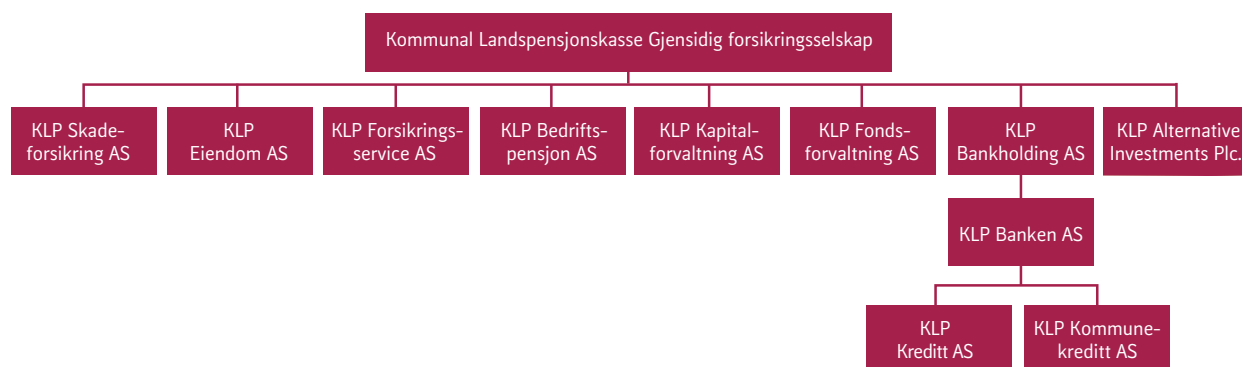 Kommunal Landspensjonskasse Gjensidig forsikringsselskap
KLP Skade-
forsikring AS
KLP
Eiendom AS
KLP Forsikrings-
service AS
KLP Bedrifts-
pensjon AS
KLP Kapital-
forvaltning AS
KLP Fonds-
forvaltning AS
KLP
Bankholding AS
KLP Alternative
Investments Plc.
KLP Banken AS
KLP
Kreditt AS
KLP Kommune-
kreditt AS